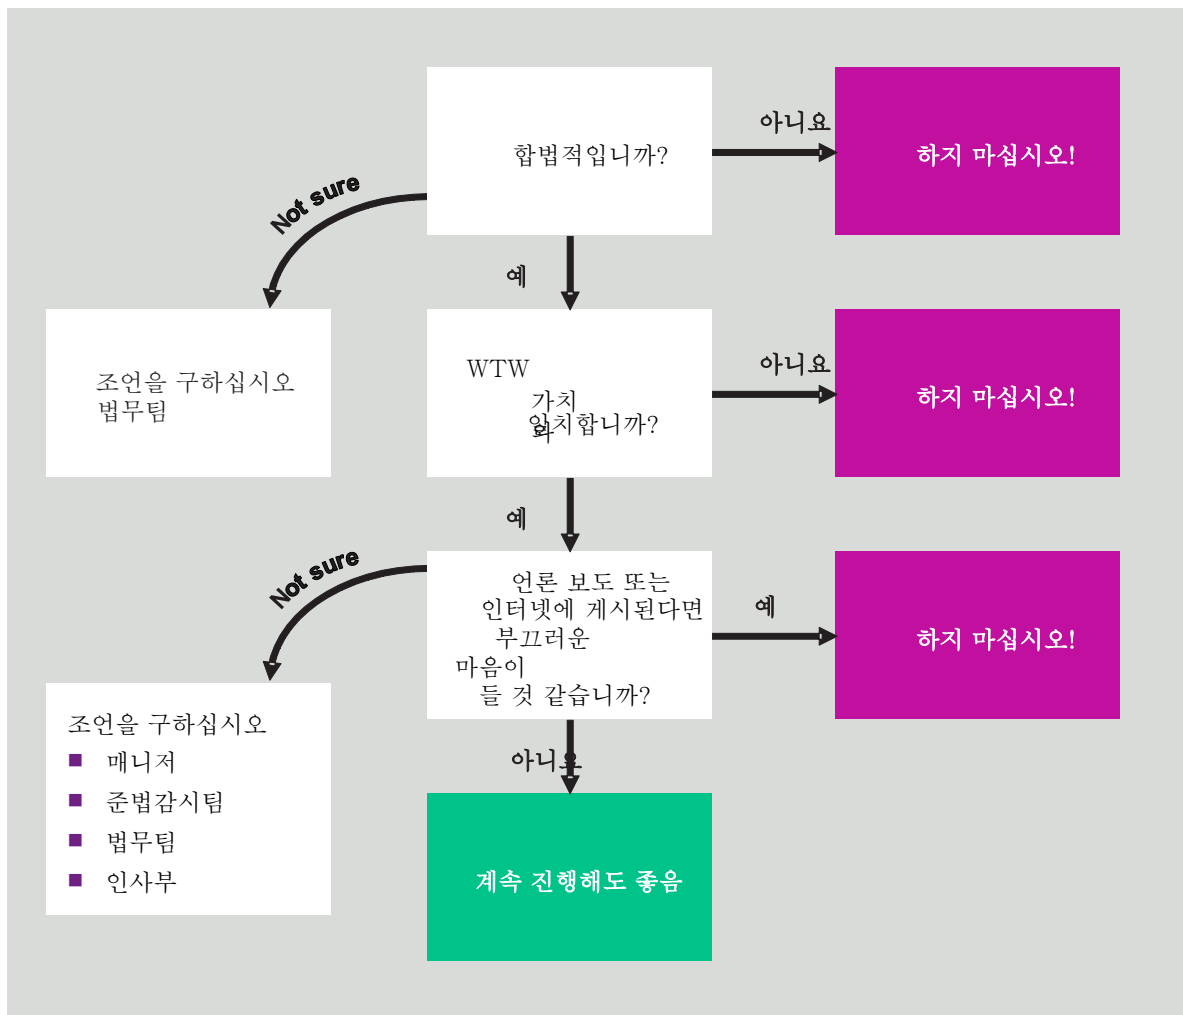 합법적입니까?
아니요
하지 마십시오!
Not sure
예
조언을 구하십시오
법무팀
WTW
가치
와
일치합니까?
아니요
하지 마십시오!
예
Not sure
언론 보도 또는
인터넷에 게시된다면
부끄러운
마음이
들 것 같습니까?
예
하지 마십시오!
조언을 구하십시오
■ 매니저
■ 준법감시팀
■ 법무팀
■ 인사부
아니요
계속 진행해도 좋음